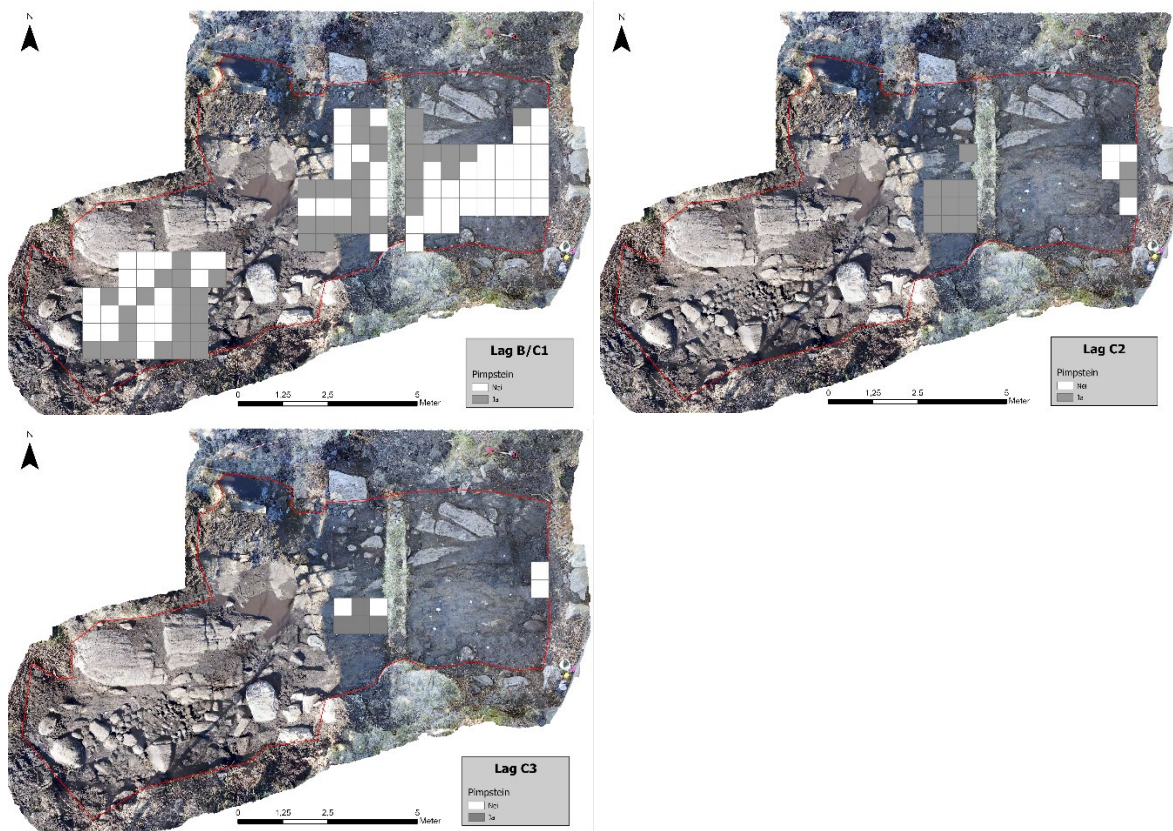 N
Lag B/C1
Pimpstein
Nei
Ja
0 1,25 2,5 5
Meter
N
Lag C2
Pimpstein
Nei
Ja
0 1,25 2,5 5
Meter
N
Lag C3
Pimpstein
Nei
Ja
0 1,25 2,5 5
Meter